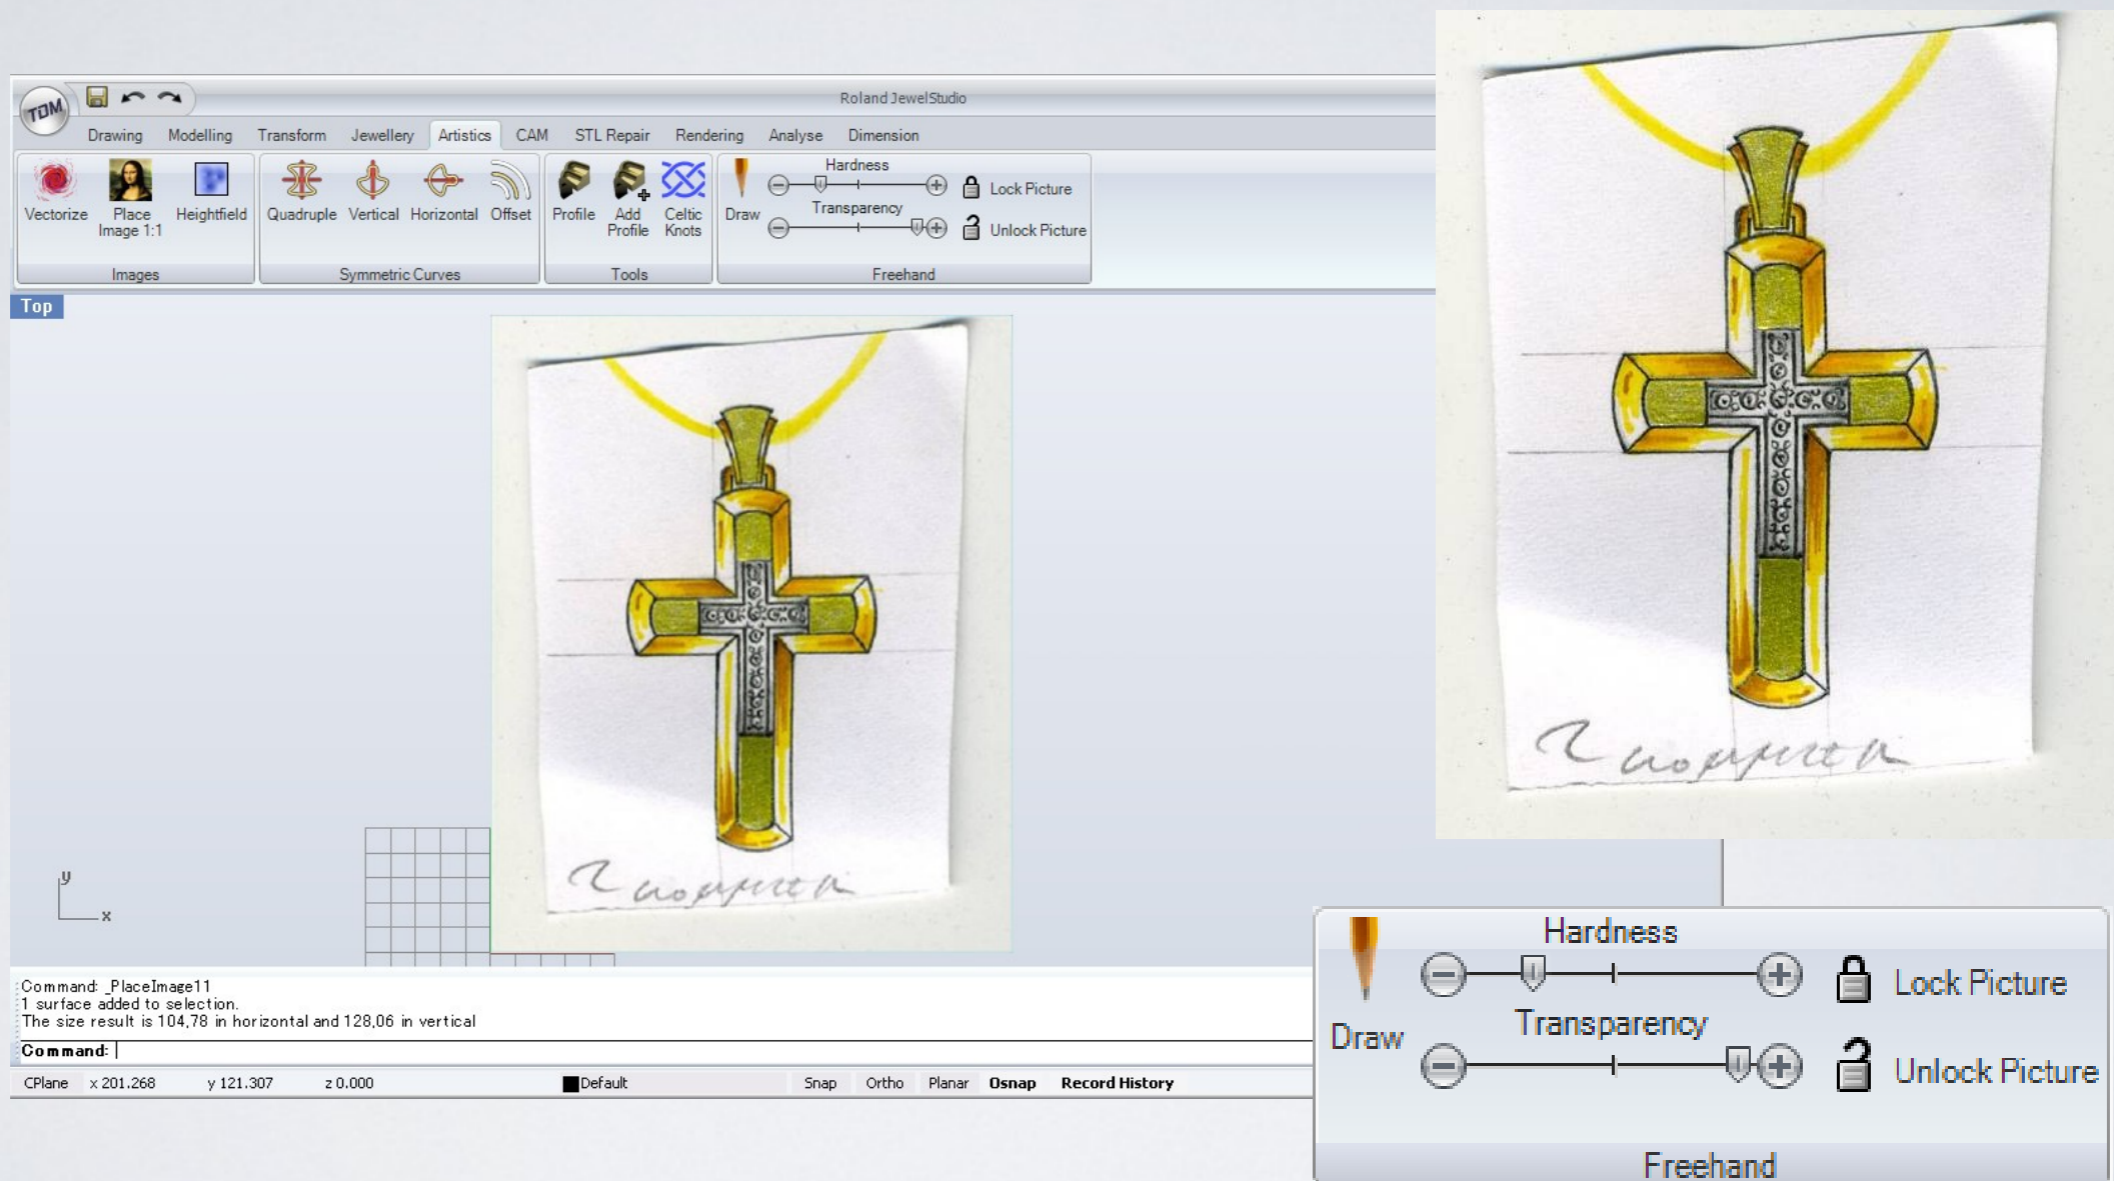 TDM
Roland JewelStudio
Drawing Modelling Transform Jewellery Artistics CAM STL Repair Rendering Analyse Dimension
Vectorize
Place
Image 1:1
Heightfield
Images
Quadruple
Vertical
Horizontal
Offset
Symmetric Curves
Profile
Add
Profile
Celtic
Knots
Tools
Draw
Hardness
Transparency
Lock Picture
Unlock Picture
Freehand
Top
y
x
Command: _PlaceImage11
1 surface added to selection.
The size result is 104,78 in horizontal and 128,06 in vertical
Command:
CPlane x 201.268 y 121.307 z 0.000 Default Snap Ortho Planar Osnap Record History
Hardness
Draw
Transparency
Lock Picture
Unlock Picture
Freehand